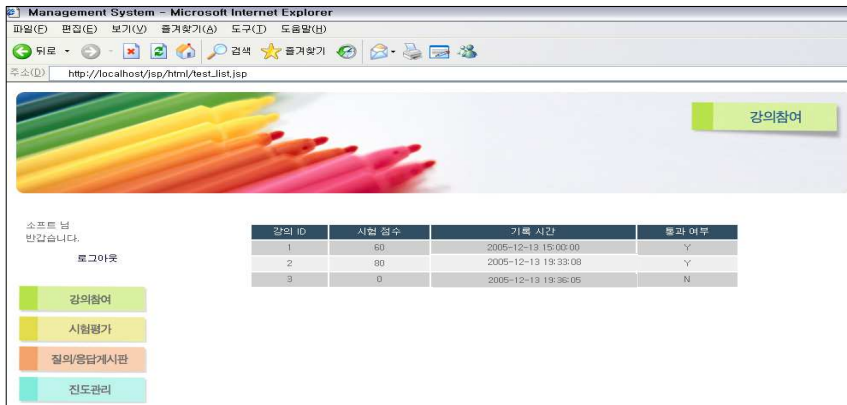 Management System - Microsoft Internet Explorer
파일(F) 편집(E) 보기(V) 즐겨찾기(A) 도구(T) 도움말(H)
뒤로 검색 즐겨찾기
주소(D) http://localhost/jsp/html/test_list.jsp
강의참여
소프트 님
반갑습니다.
로그아웃
강의 ID 시험 점수 기록 시간 통과 여부
1 60 2005-12-13 15:00:00 Y
2 80 2005-12-13 19:33:08 Y
3 0 2005-12-13 19:36:05 N
강의참여
시험평가
질의/응답게시판
진도관리